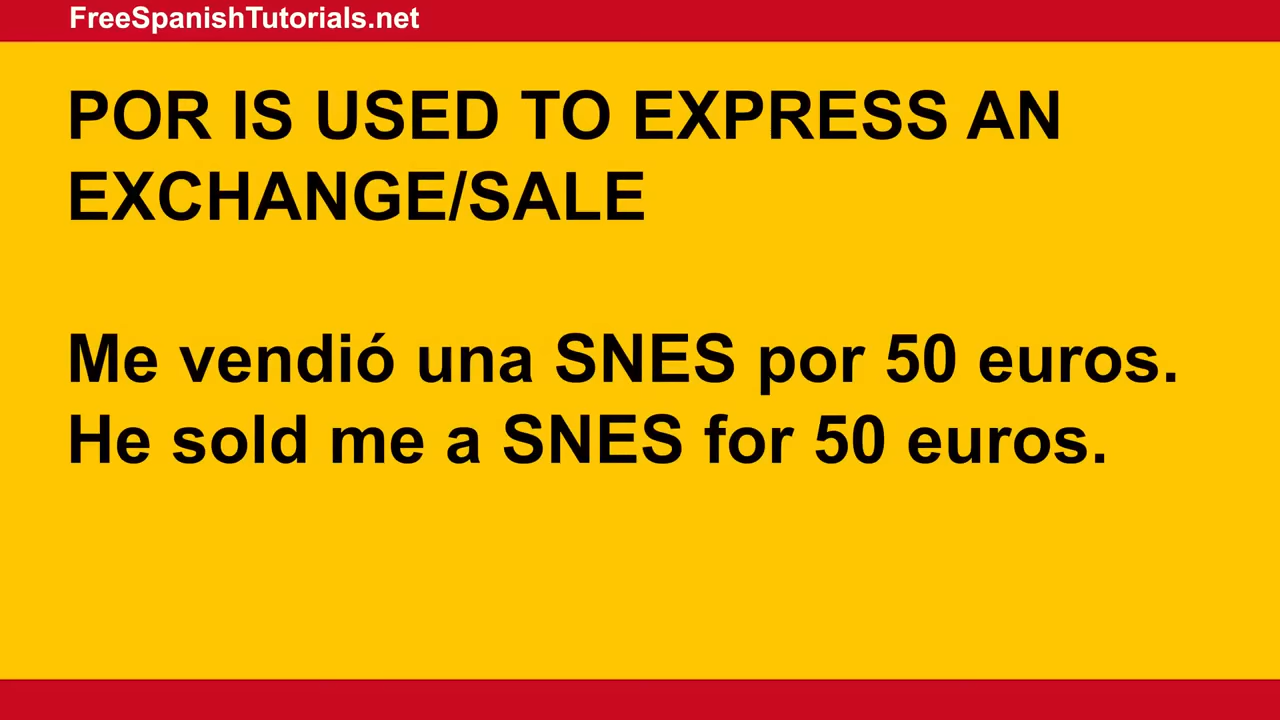 FreeSpanishTutorials.net
POR IS USED TO EXPRESS AN
EXCHANGE/SALE
Me vendió una SNES por 50 euros.
He sold me a SNES for 50 euros.